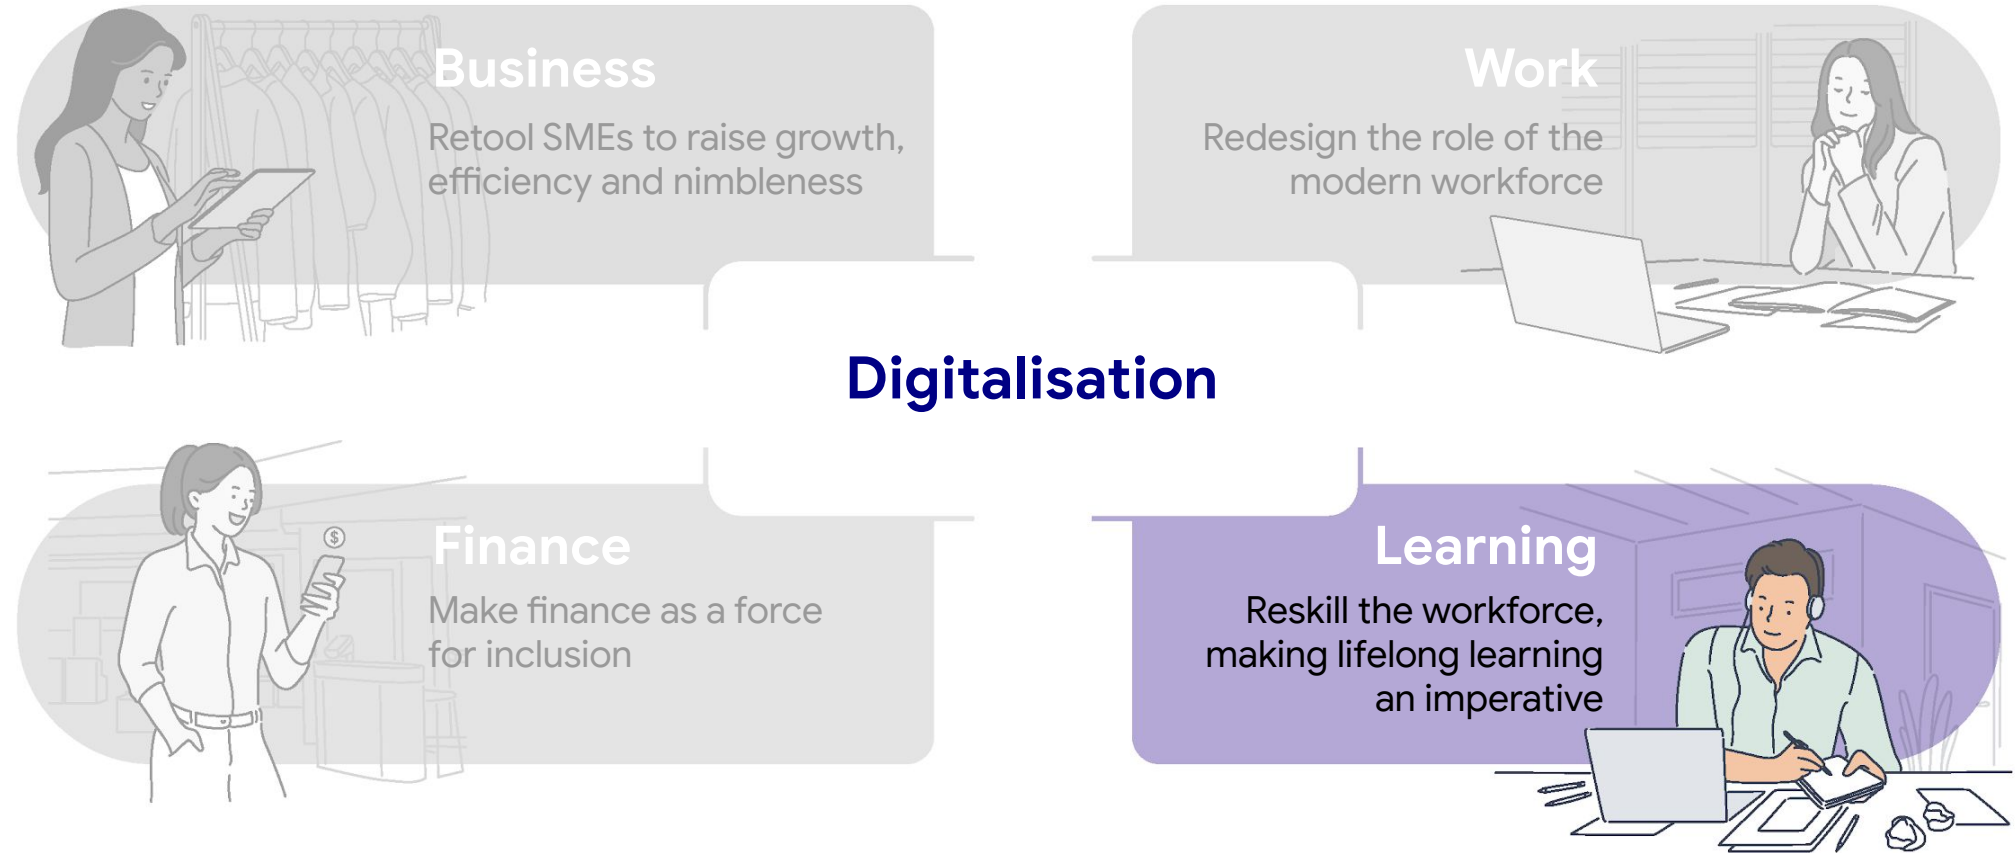 Business
Retool SMEs to raise growth,
efficiency and nimbleness
Work
Redesign the role of the
modern workforce
Digitalisation
Finance
Make finance as a force
for inclusion
$
Learning
Reskill the workforce,
making lifelong learning
an imperative